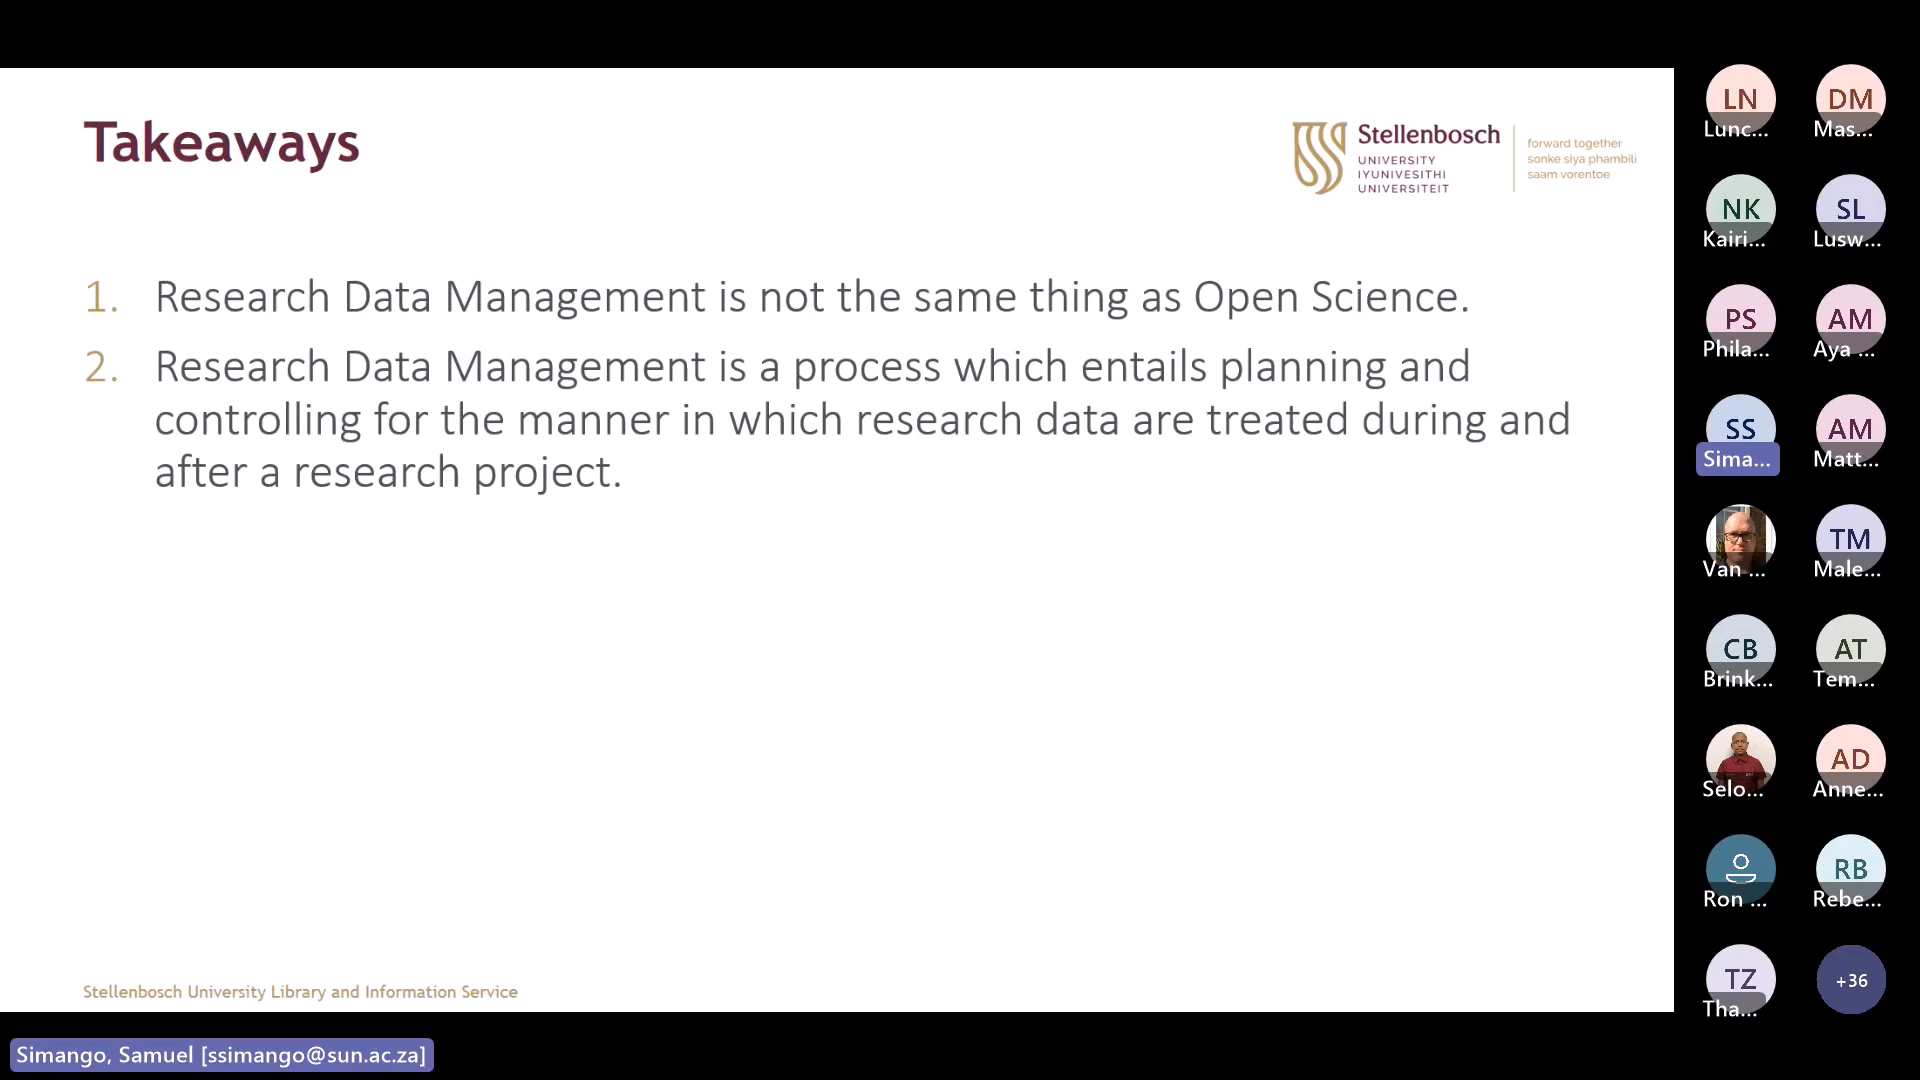 Takeaways
Stellenbosch
UNIVERSITY
IYUNIVESITHI
UNIVERSITEIT
forward together
sonke siya phambili
saam vorentoe
1. Research Data Management is not the same thing as Open Science.
2. Research Data Management is a process which entails planning and
controlling for the manner in which research data are treated during and
after a research project.
Stellenbosch University Library and Information Service
Simango, Samuel [ssimango@sun.ac.za]
LN
Lunc...
DM
Mas...
NK
Kairi...
SL
Lusw...
PS
Phila...
AM
Aya ...
SS
Sima...
AM
Matt...
Van ...
TM
Male...
CB
Brink...
AT
Tem...
Selo...
AD
Anne...
Ron ...
RB
Rebe...
TZ
Tha...
+36